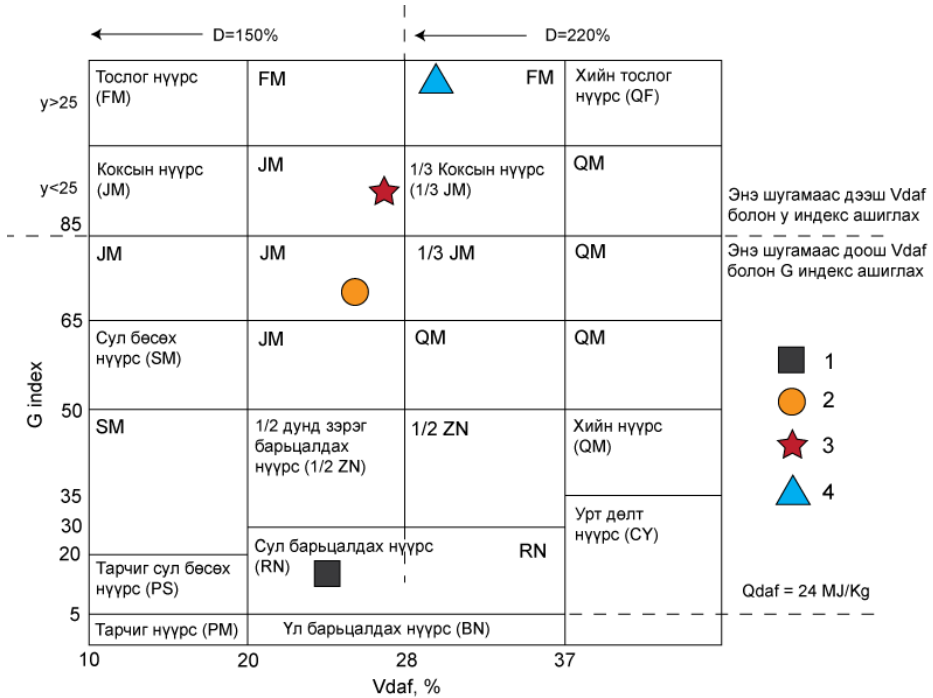 D=150%
D=220%
y>25
Тослог нүүрс
(FM)
FM
FM
Хийн тослог
нүүрс (QF)
y<25
Коксын нүүрс
(JM)
JM
1/3 Коксын нүүрс
(1/3 JM)
QM
85
Энэ шугамаас дээш Vdaf
болон y индекс ашиглах
JM
JM
1/3 JM
QM
Энэ шугамаас доош Vdaf
болон G индекс ашиглах
65
Сул бөсөх
нүүрс (SM)
JM
QM
QM
1
G index
50
2
SM
1/2 дунд зэрэг
барьцалдах
нүүрс (1/2 ZN)
1/2 ZN
Хийн нүүрс
(QM)
3
4
35
30
Урт дөлт
нүүрс (CY)
20
Сул барьцалдах нүүрс
(RN)
RN
Тарчиг сул бөсөх
нүүрс (PS)
Qdaf = 24 MJ/Kg
5
Тарчиг нүүрс (PM)
Үл барьцалдах нүүрс (BN)
10
20
28
37
Vdaf, %